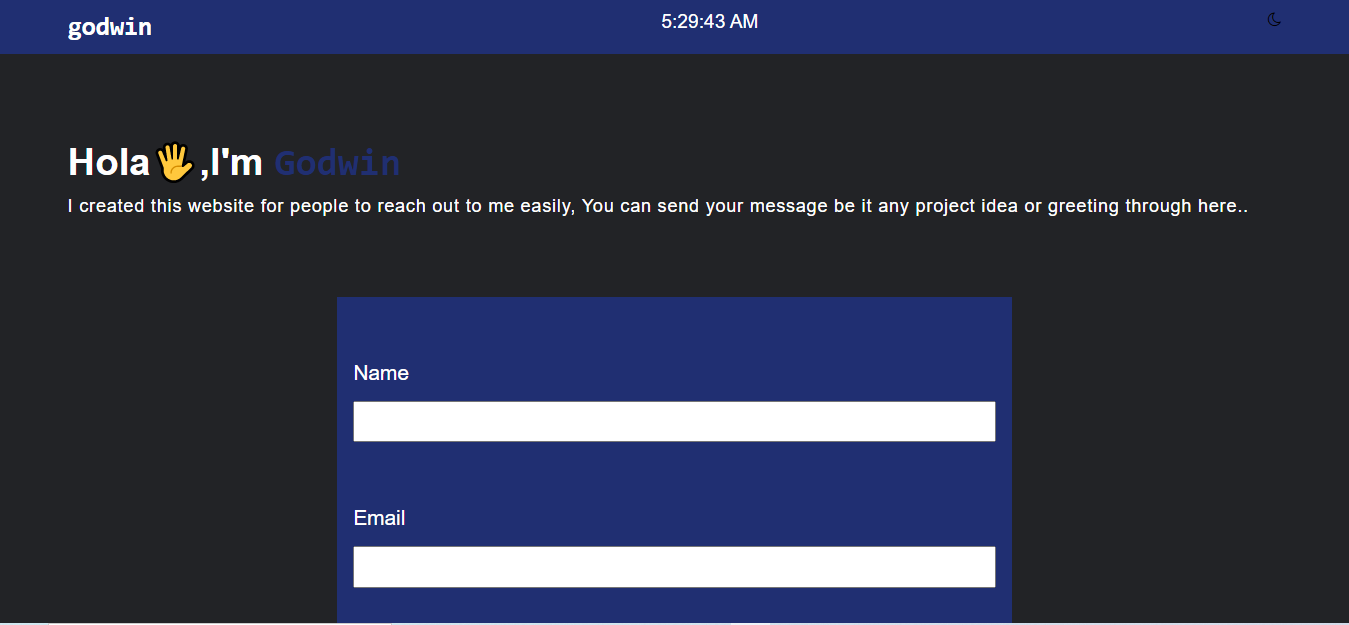 godwin
5:29:43 AM
Hola🖐,I'm Godwin
I created this website for people to reach out to me easily, You can send your message be it any project idea or greeting through here..
Name
Email